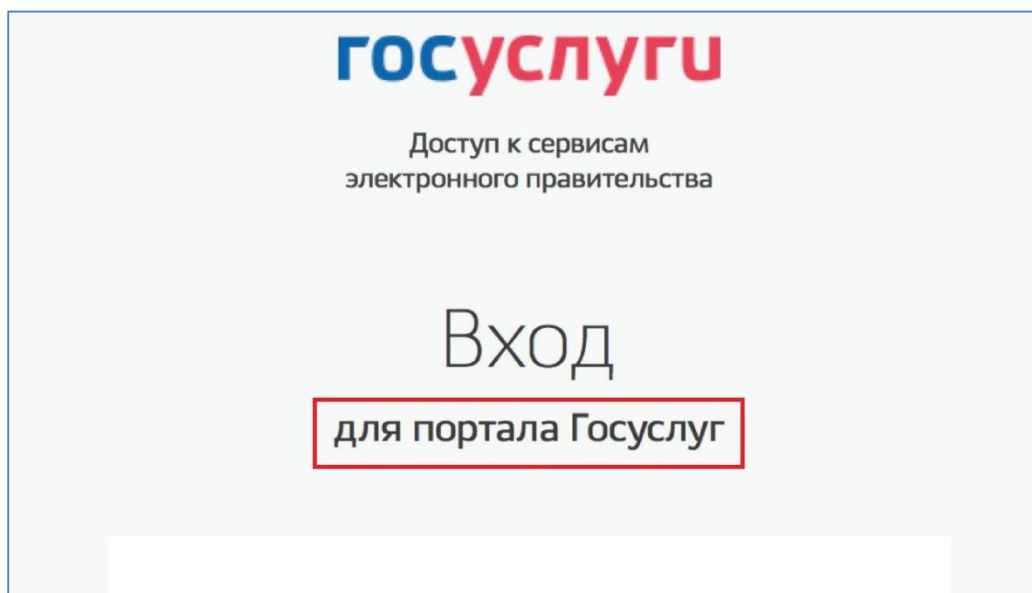 госуслуги
Доступ к сервисам
электронного правительства
Вход
для портала Госуслуг